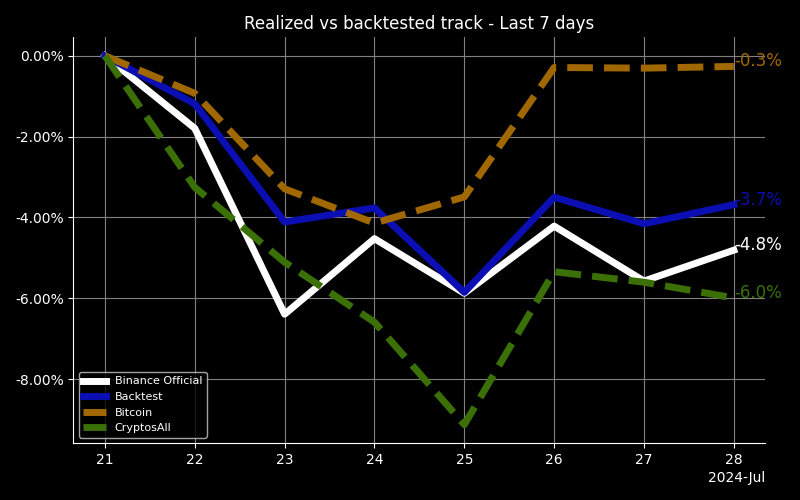 Realized vs backtested track - Last 7 days
0.00%
-2.00%
-4.00%
-6.00%
-8.00%
-0.3%
-3.7%
-4.8%
-6.0%
Binance Official
Backtest
Bitcoin
CryptosAll
21 22 23 24 25 26 27 28
2024-Jul